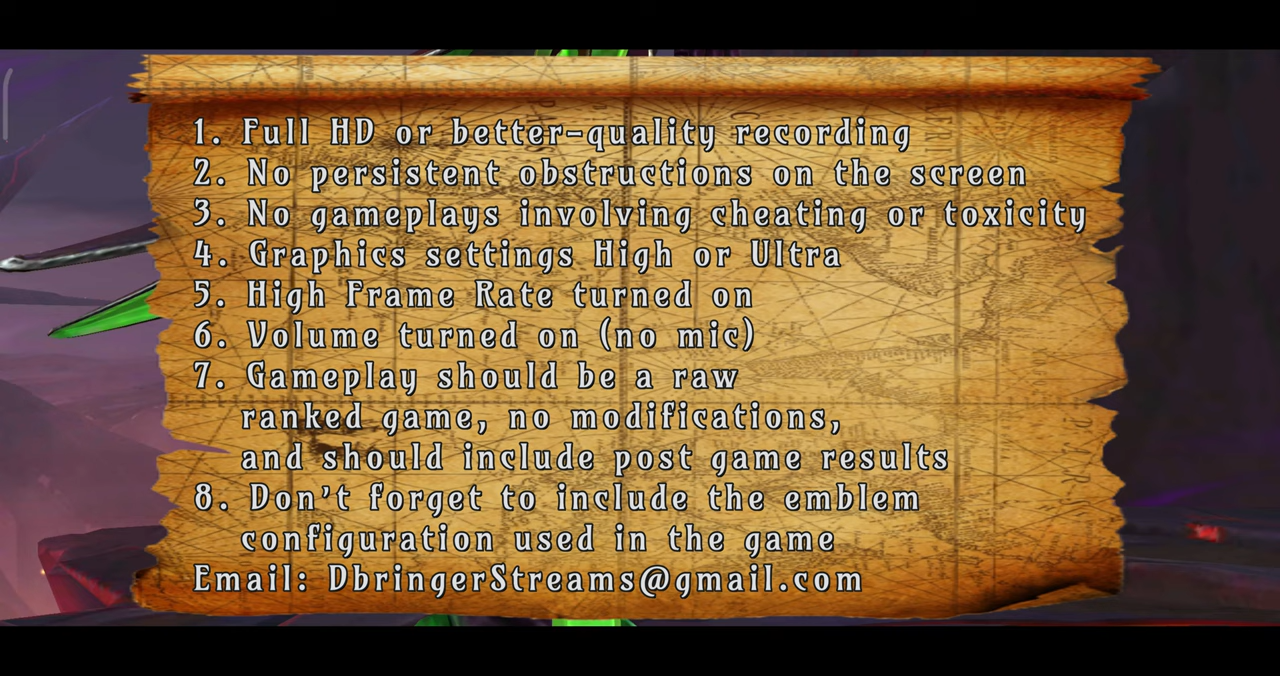 1. Full HD or better-quality recording
2. No persistent obstructions on the screen
3. No gameplays involving cheating or toxicity
4. Graphics settings High or Ultra
5. High Frame Rate turned on
6. Volume turned on (no mic)
7. Gameplay should be a raw
ranked game, no modifications,
and should include post game results
8. Don't forget to include the emblem
configuration used in the game
Email: DbringerStreams@gmail.com